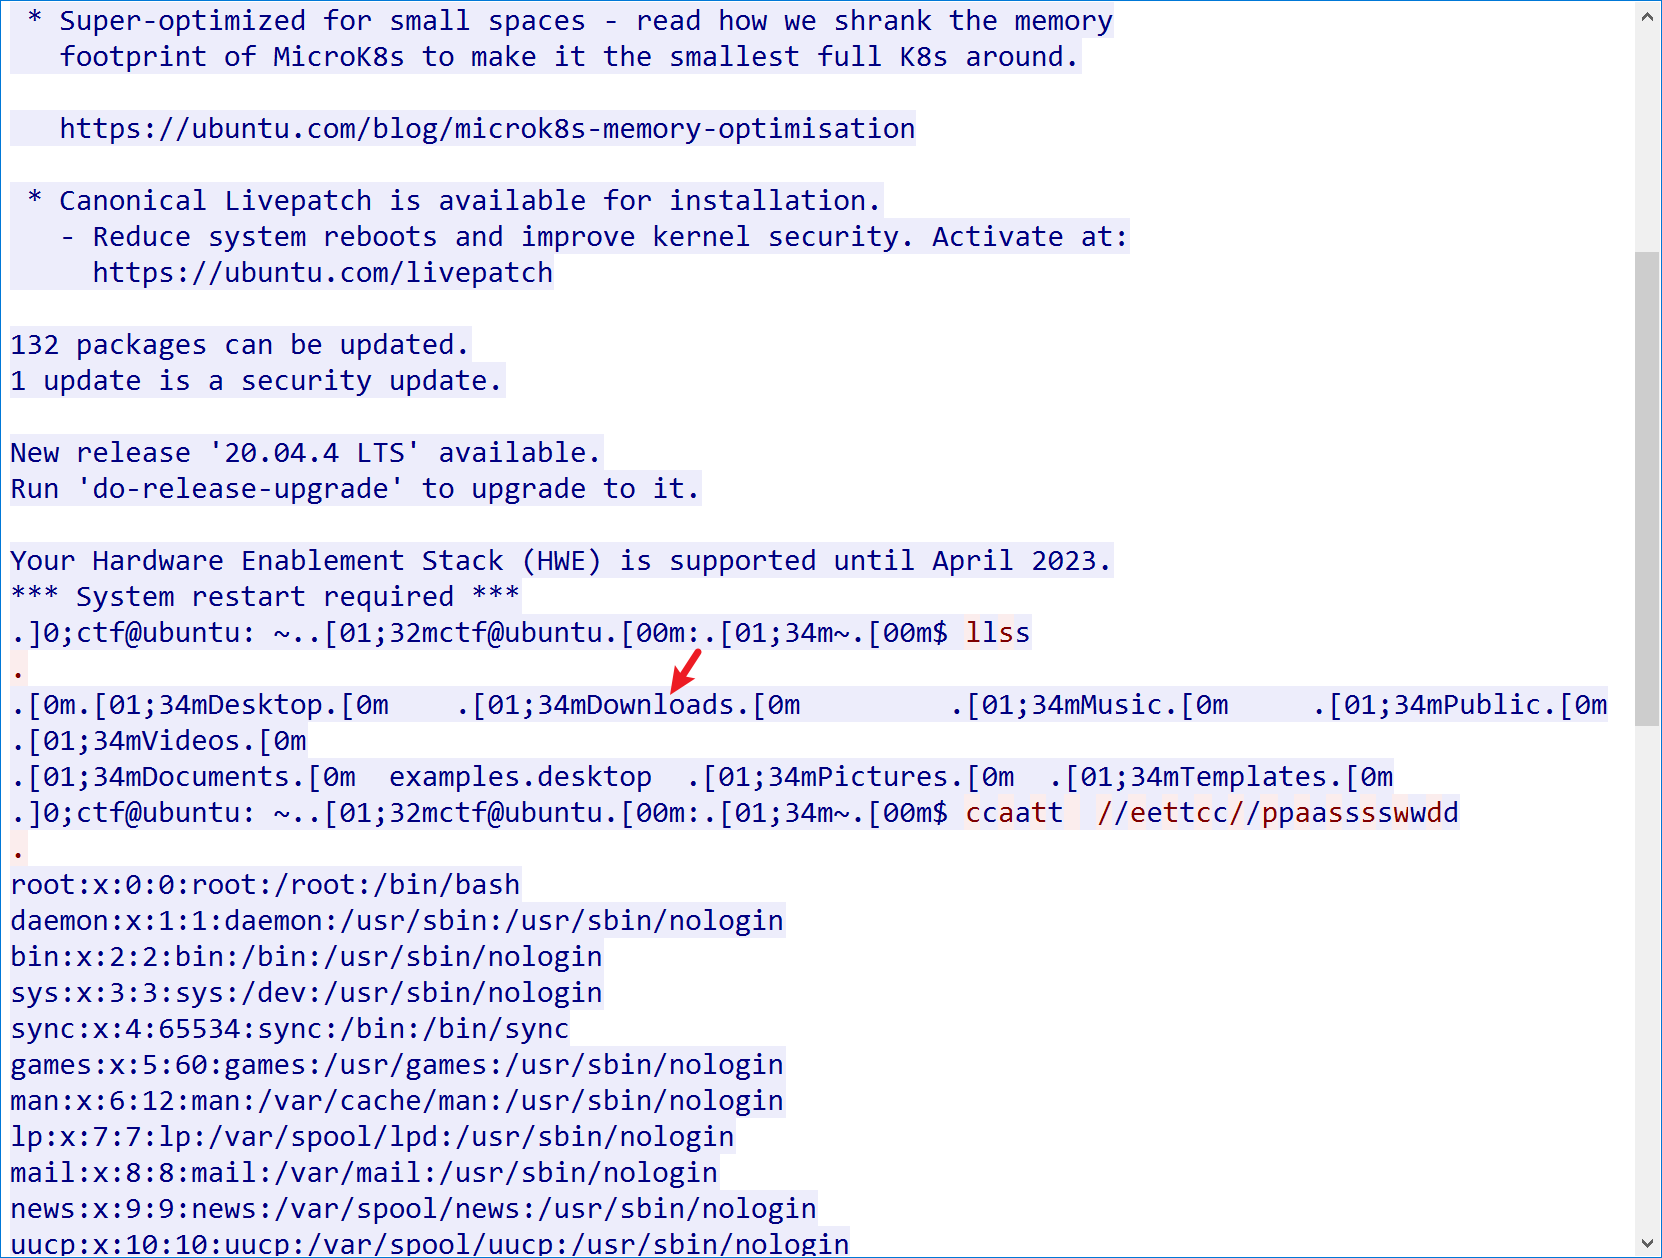 * Super-optimized for small spaces - read how we shrank the memory
footprint of MicroK8s to make it the smallest full K8s around.
https://ubuntu.com/blog/microk8s-memory-optimisation
* Canonical Livepatch is available for installation.
- Reduce system reboots and improve kernel security. Activate at:
https://ubuntu.com/livepatch
132 packages can be updated.
1 update is a security update.
New release '20.04.4 LTS' available.
Run 'do-release-upgrade' to upgrade to it.
Your Hardware Enablement Stack (HWE) is supported until April 2023.
*** System restart required ***
.]0;ctf@ubuntu: ~..[01;32mctf@ubuntu.[00m:.[01;34m~.[00m$ llss
.
.[0m.[01;34mDesktop.[0m    .[01;34mDownloads.[0m         .[01;34mMusic.[0m     .[01;34mPublic.[0m
.[01;34mVideos.[0m
.[01;34mDocuments.[0m  examples.desktop  .[01;34mPictures.[0m  .[01;34mTemplates.[0m
.]0;ctf@ubuntu: ~..[01;32mctf@ubuntu.[00m:.[01;34m~.[00m$ ccaatt  //eettcc//ppaasssswwdd
.
root:x:0:0:root:/root:/bin/bash
daemon:x:1:1:daemon:/usr/sbin:/usr/sbin/nologin
bin:x:2:2:bin:/bin:/usr/sbin/nologin
sys:x:3:3:sys:/dev:/usr/sbin/nologin
sync:x:4:65534:sync:/bin:/bin/sync
games:x:5:60:games:/usr/games:/usr/sbin/nologin
man:x:6:12:man:/var/cache/man:/usr/sbin/nologin
lp:x:7:7:lp:/var/spool/lpd:/usr/sbin/nologin
mail:x:8:8:mail:/var/mail:/usr/sbin/nologin
news:x:9:9:news:/var/spool/news:/usr/sbin/nologin
uucp:x:10:10:uucp:/var/spool/uucp:/usr/sbin/nologin